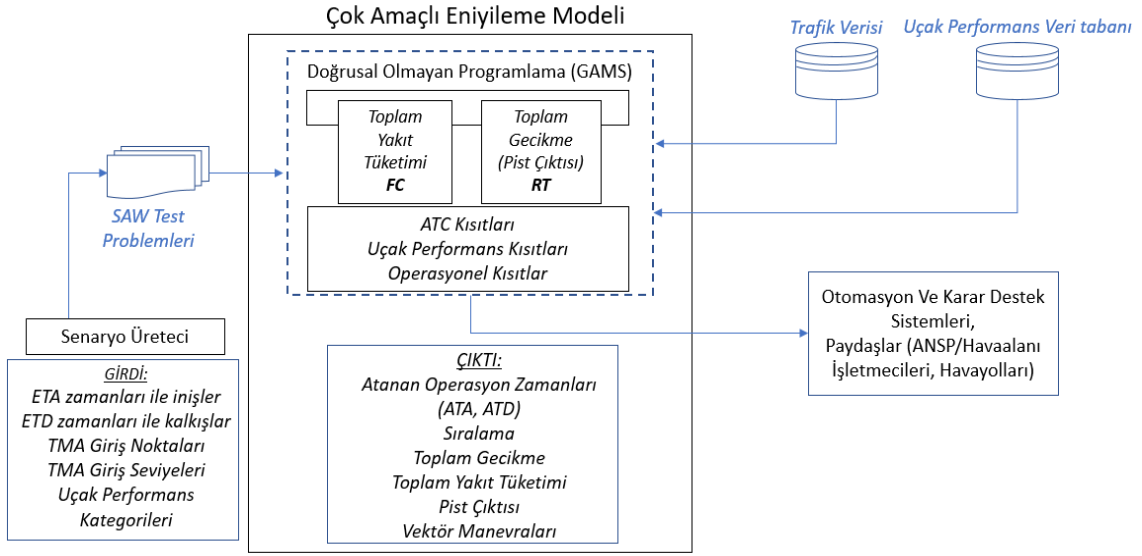 Çok Amaçlı Eniyileme Modeli
Trafik Verisi
Uçak Performans Veri tabanı
Doğrusal Olmayan Programlama (GAMS)
Toplam
Yakıt
Tüketimi
FC
Toplam
Gecikme
(Pist Çıktısı)
RT
SAW Test
Problemleri
ATC Kısıtları
Uçak Performans Kısıtları
Operasyonel Kısıtlar
Senaryo Üreteci
GİRDİ:
ETA zamanları ile inişler
ETD zamanları ile kalkışlar
TMA Giriş Noktaları
TMA Giriş Seviyeleri
Uçak Performans
Kategorileri
ÇIKTI:
Atanan Operasyon Zamanları
(ATA, ATD)
Sıralama
Toplam Gecikme
Toplam Yakıt Tüketimi
Pist Çıktısı
Vektör Manevraları
Otomasyon Ve Karar Destek
Sistemleri,
Paydaşlar (ANSP/Havaalanı
İşletmecileri, Havayolları)